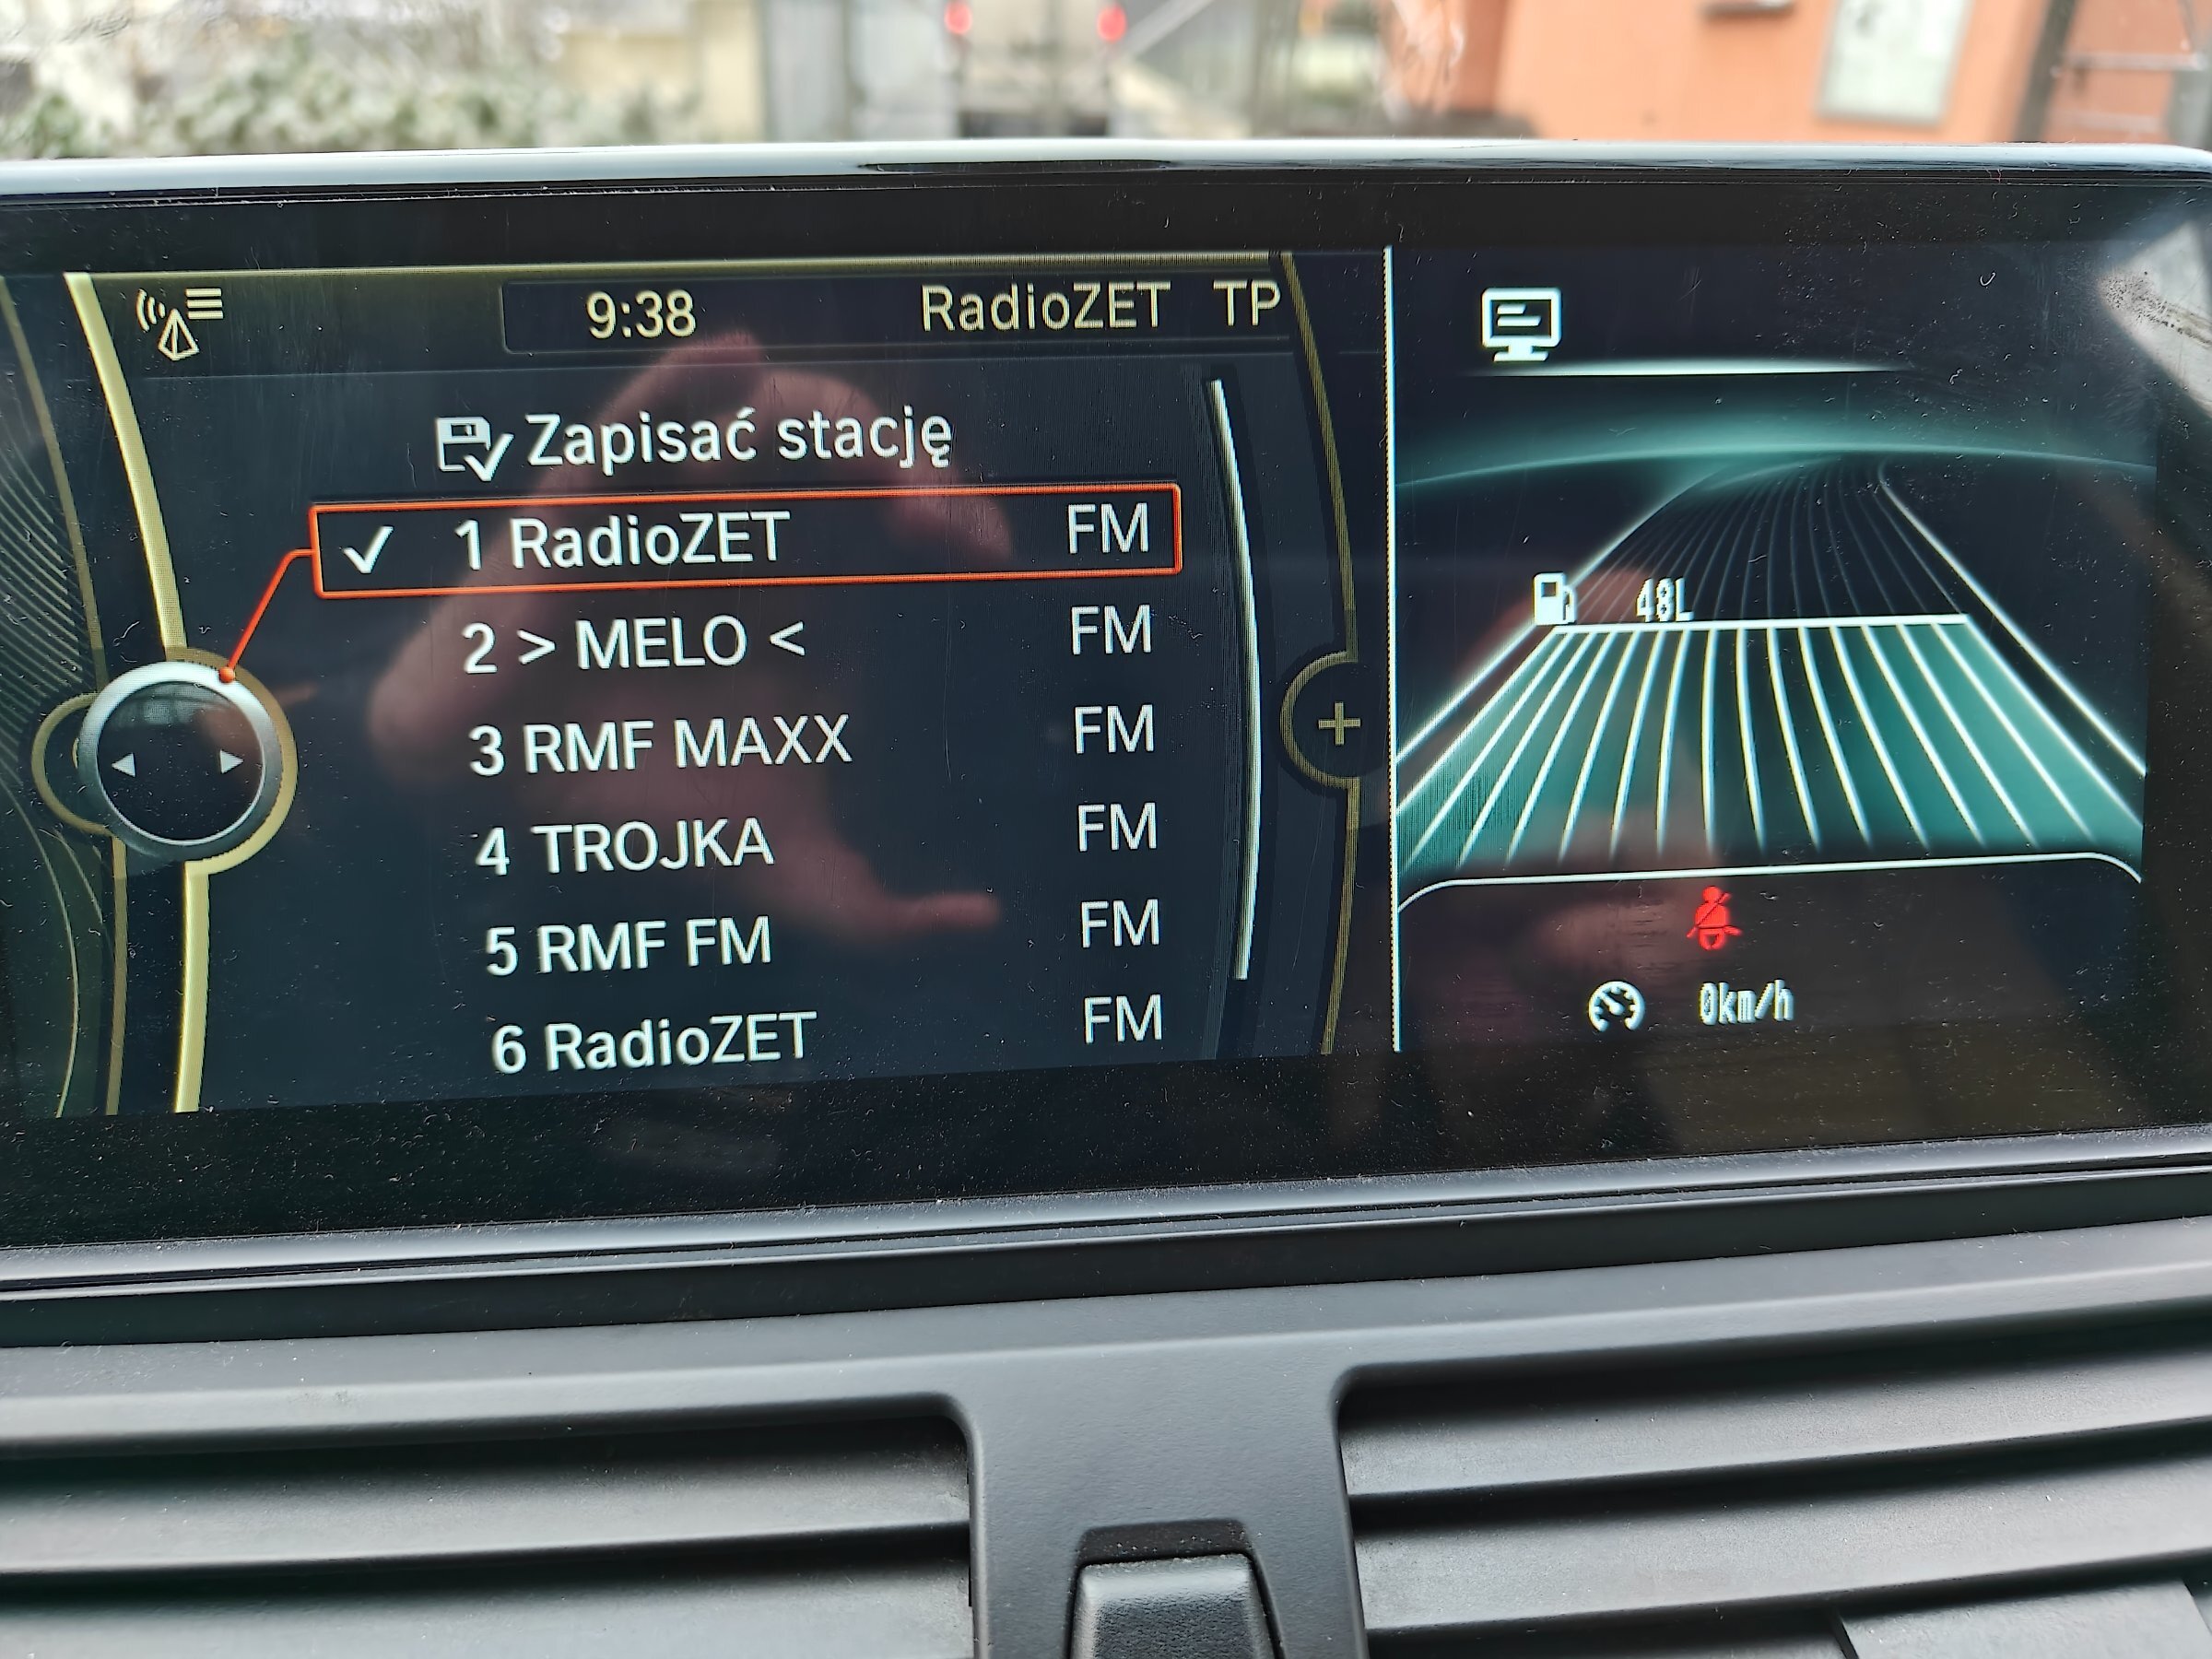 9:38 RadioZET TP
Zapisać stację
1 RadioZET FM
2 > MELO < FM
3 RMF MAXX FM
4 TROJKA FM
5 RMF FM FM
6 RadioZET FM
48L
0km/h